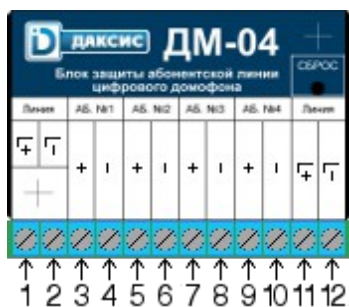 D ДАКСИС ДМ-04
СБРОС
Блок защиты абонентской линии
цифрового домофона
Линия АБ. №1 АБ. №2 АБ. №3 АБ. №4 Линия
+ - + - + - + - + - + -
1 2 3 4 5 6 7 8 9 10 11 12